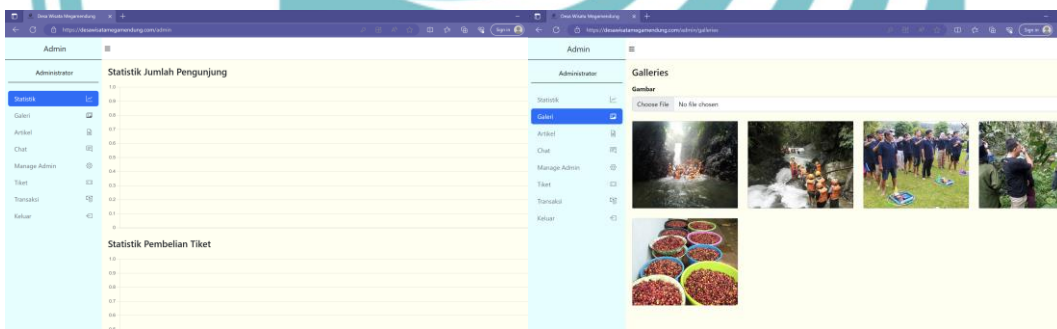 Desa Wisata Megamendung
https://desawisatamegamendung.com/admin
Sign in
Admin
Administrator
Statistik
Galeri
Artikel
Chat
Manage Admin
Tiket
Transaksi
Keluar
Statistik Jumlah Pengunjung
1.0
0.9
0.8
0.7
0.6
0.5
0.4
0.3
0.2
0.1
0
Statistik Pembelian Tiket
1.0
0.9
0.8
0.7
0.6
Desa Wisata Megamendung
https://desawisatamegamendung.com/admin/galleries
Sign in
Admin
Administrator
Statistik
Galeri
Artikel
Chat
Manage Admin
Tiket
Transaksi
Keluar
Galleries
Gambar
Choose File No file chosen